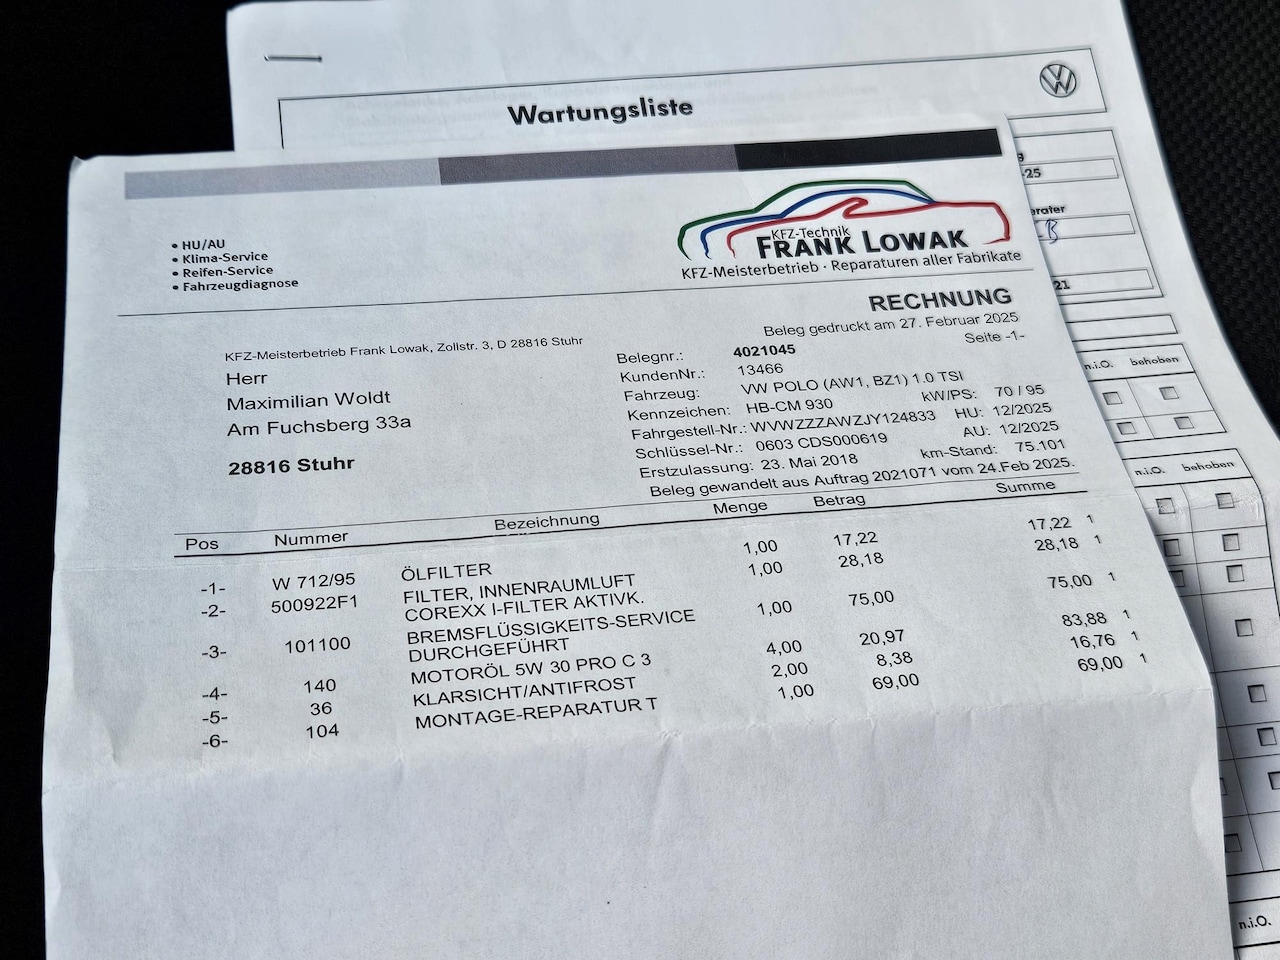 Wartungsliste
-25
erater
21
n.i.O. behoben
n.i.O. behoben
n.i.O.
• HU/AU
• Klima-Service
• Reifen-Service
• Fahrzeugdiagnose
KFZ-Technik
FRANK LOWAK
KFZ-Meisterbetrieb · Reparaturen aller Fabrikate
RECHNUNG
Beleg gedruckt am 27. Februar 2025
Seite -1-
KFZ-Meisterbetrieb Frank Lowak, Zollstr. 3, D 28816 Stuhr
Herr
Maximilian Woldt
Am Fuchsberg 33a
28816 Stuhr
Belegnr.: 4021045
KundenNr.: 13466
Fahrzeug: VW POLO (AW1, BZ1) 1.0 TSI
Kennzeichen: HB-CM 930 kW/PS: 70 / 95
Fahrgestell-Nr.: WVWZZZAWZJY124833 HU: 12/2025
Schlüssel-Nr.: 0603 CDS000619 AU: 12/2025
Erstzulassung: 23. Mai 2018 km-Stand: 75.101
Beleg gewandelt aus Auftrag 2021071 vom 24.Feb 2025.
Pos Nummer Bezeichnung Menge Betrag Summe
-1- W 712/95 ÖLFILTER 1,00 17,22 17,22 1
-2- 500922F1 FILTER, INNENRAUMLUFT 1,00 28,18 28,18 1
COREXX I-FILTER AKTIVK.
-3- 101100 BREMSFLÜSSIGKEITS-SERVICE 1,00 75,00 75,00 1
DURCHGEFÜHRT
-4- 140 MOTORÖL 5W 30 PRO C 3 4,00 20,97 83,88 1
-5- 36 KLARSICHT/ANTIFROST 2,00 8,38 16,76 1
-6- 104 MONTAGE-REPARATUR T 1,00 69,00 69,00 1